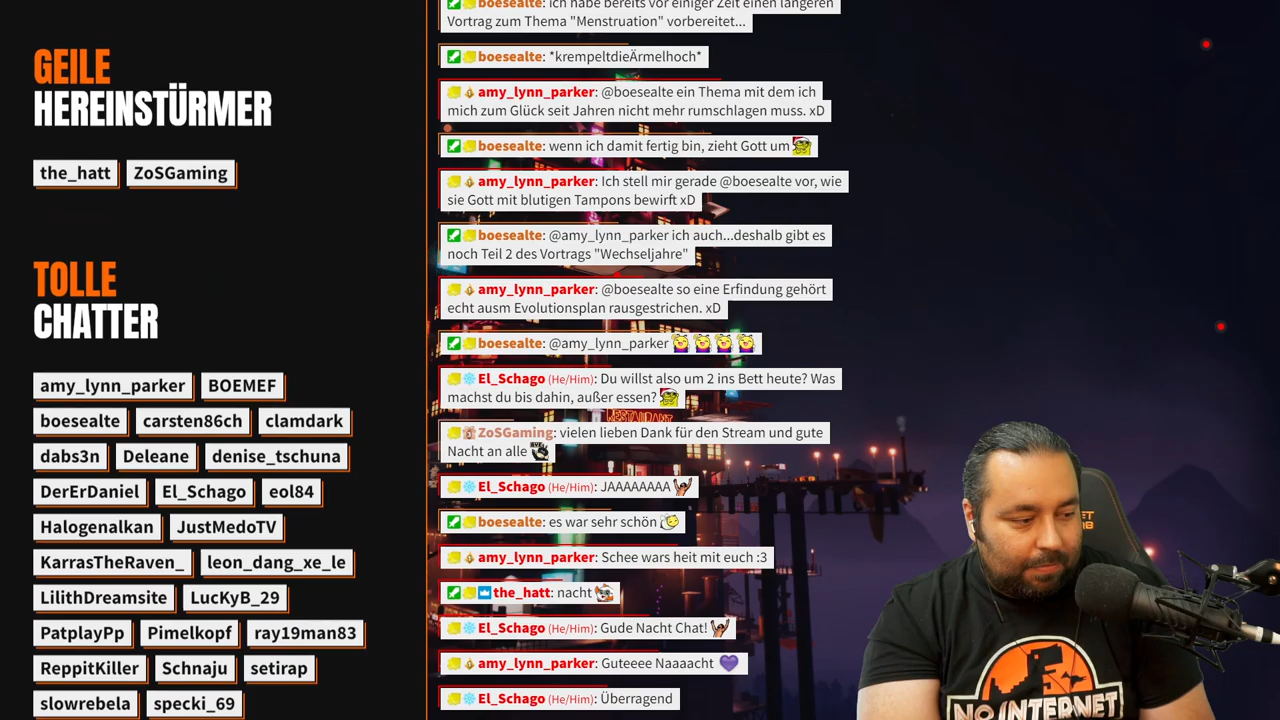 GEILE
HEREINSTÜRMER
the_hatt ZoSGaming
TOLLE
CHATTER
amy_lynn_parker BOEMEF
boesealte carsten86ch clamdark
dabs3n Deleane denise_tschuna
DerErDaniel El_Schago eol84
Halogenalkan JustMedoTV
KarrasTheRaven_ leon_dang_xe_le
LilithDreamsite LucKyB_29
PatplayPp Pimelkopf ray19man83
ReppitKiller Schnaju setirap
slowrebela specki_69
boesealte: ich habe bereits vor einiger Zeit einen längeren
Vortrag zum Thema "Menstruation" vorbereitet...
boesealte: *krempeltdieÄrmelhoch*
amy_lynn_parker: @boesealte ein Thema mit dem ich
mich zum Glück seit Jahren nicht mehr rumschlagen muss. xD
boesealte: wenn ich damit fertig bin, zieht Gott um
amy_lynn_parker: Ich stell mir gerade @boesealte vor, wie
sie Gott mit blutigen Tampons bewirft xD
boesealte: @amy_lynn_parker ich auch...deshalb gibt es
noch Teil 2 des Vortrags "Wechseljahre"
amy_lynn_parker: @boesealte so eine Erfindung gehört
echt ausm Evolutionsplan rausgestrichen. xD
boesealte: @amy_lynn_parker
El_Schago (He/Him): Du willst also um 2 ins Bett heute? Was
machst du bis dahin, außer essen?
RESTAURANT
ZoSGaming: vielen lieben Dank für den Stream und gute
Nacht an alle
El_Schago (He/Him): JAAAAAAAA
boesealte: es war sehr schön
amy_lynn_parker: Schee wars heit mit euch :3
the_hatt: nacht
El_Schago (He/Him): Gude Nacht Chat!
amy_lynn_parker: Guteeee Naaaacht
El_Schago (He/Him): Überragend
NO INTERNET